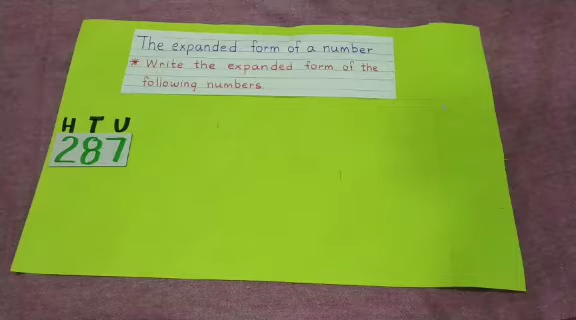 The expanded form of a number
* Write the expanded form of the
following numbers.
H T U
287